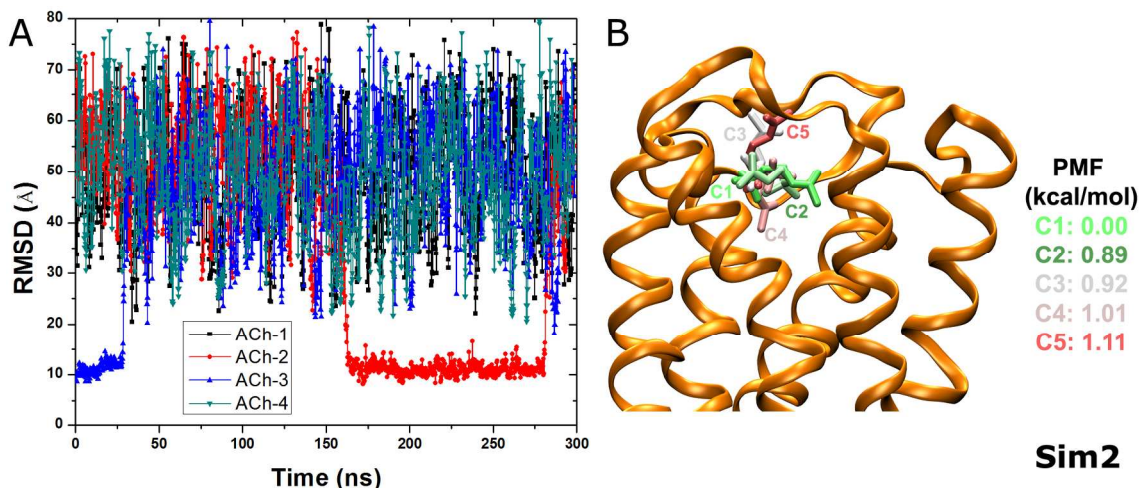 A
RMSD (Å)
80
70
60
50
40
30
20
10
0
ACh-1
ACh-2
ACh-3
ACh-4
0 50 100 150 200 250 300
Time (ns)
B
C3
C5
C1
C2
C4
PMF
(kcal/mol)
C1: 0.00
C2: 0.89
C3: 0.92
C4: 1.01
C5: 1.11
Sim2